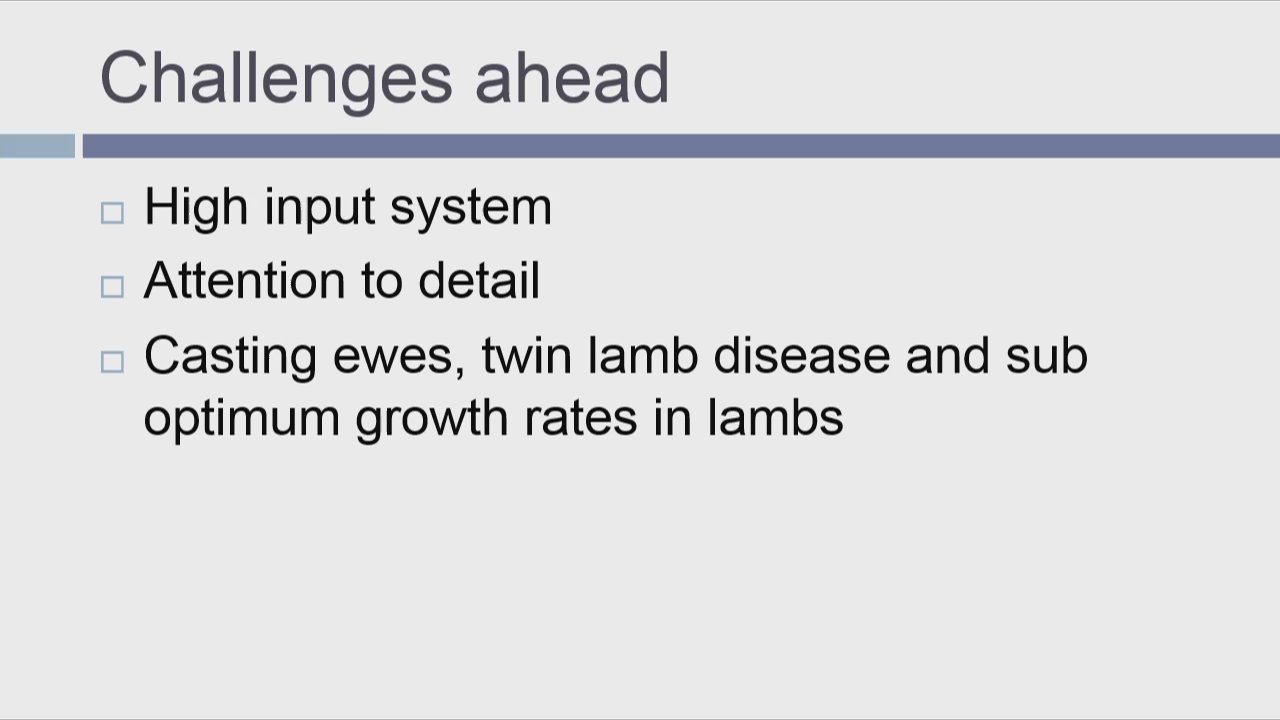 Challenges ahead
High input system
Attention to detail
Casting ewes, twin lamb disease and sub
optimum growth rates in lambs